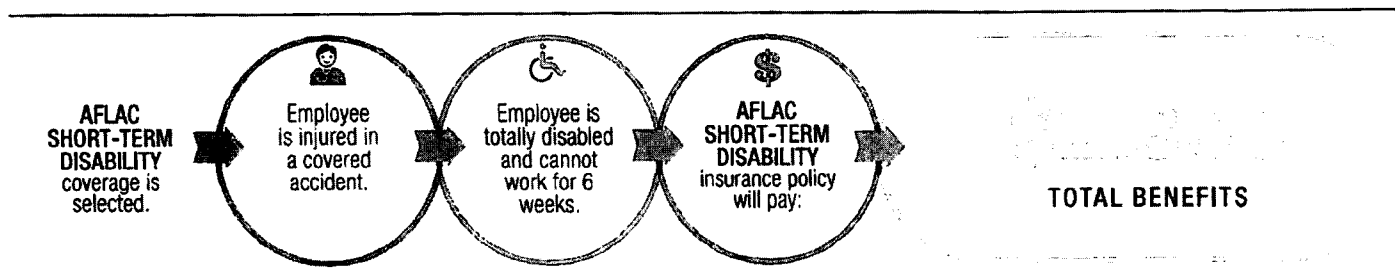 AFLAC
SHORT-TERM
DISABILITY
coverage is
selected.
Employee
is injured in
a covered
accident.
Employee is
totally disabled
and cannot
work for 6
weeks.
$
AFLAC
SHORT-TERM
DISABILITY
insurance policy
will pay:
TOTAL BENEFITS